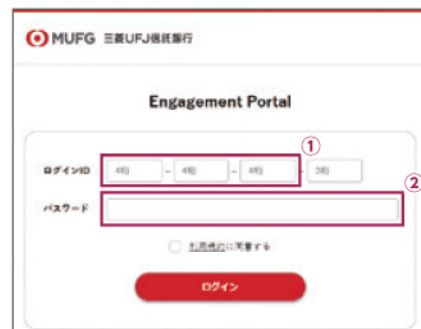 MUFG 三菱UFJ信託銀行
Engagement Portal
①
ログインID 4桁 - 4桁 - 4桁 - 3桁
②
パスワード
利用規約に同意する
ログイン